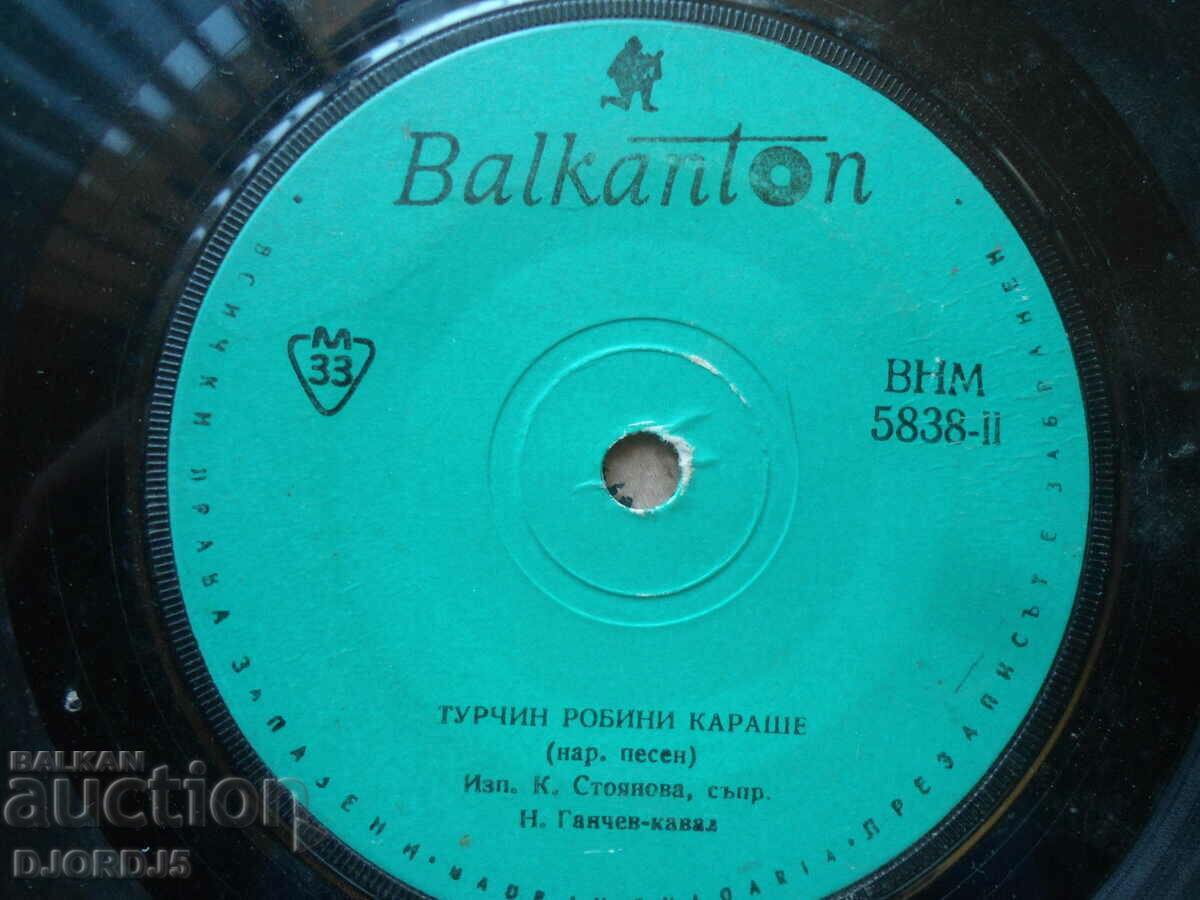 Balkanton
М
33
ВНМ
5838-II
ТУРЧИН РОБИНИ КАРАШЕ
(нар. песен)
Изп. К. Стоянова, съпр.
Н. Ганчев-кавал
· ВСИЧКИ ПРАВА ЗАПАЗЕНИ · MADE IN BULGARIA · ПРЕЗАПИСЪТ Е ЗАБРАНЕН ·
BALKAN
auction
DJORDJ5